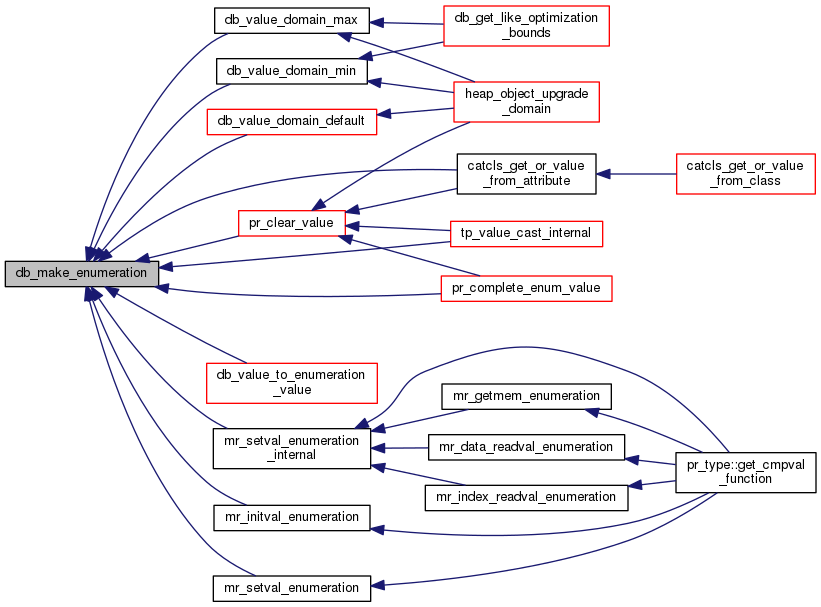 db_value_domain_max
db_get_like_optimization
_bounds
db_value_domain_min
heap_object_upgrade
_domain
db_value_domain_default
catcls_get_or_value
_from_attribute
catcls_get_or_value
_from_class
pr_clear_value
tp_value_cast_internal
db_make_enumeration
pr_complete_enum_value
db_value_to_enumeration
_value
mr_getmem_enumeration
mr_setval_enumeration
_internal
mr_data_readval_enumeration
pr_type::get_cmpval
_function
mr_index_readval_enumeration
mr_initval_enumeration
mr_setval_enumeration